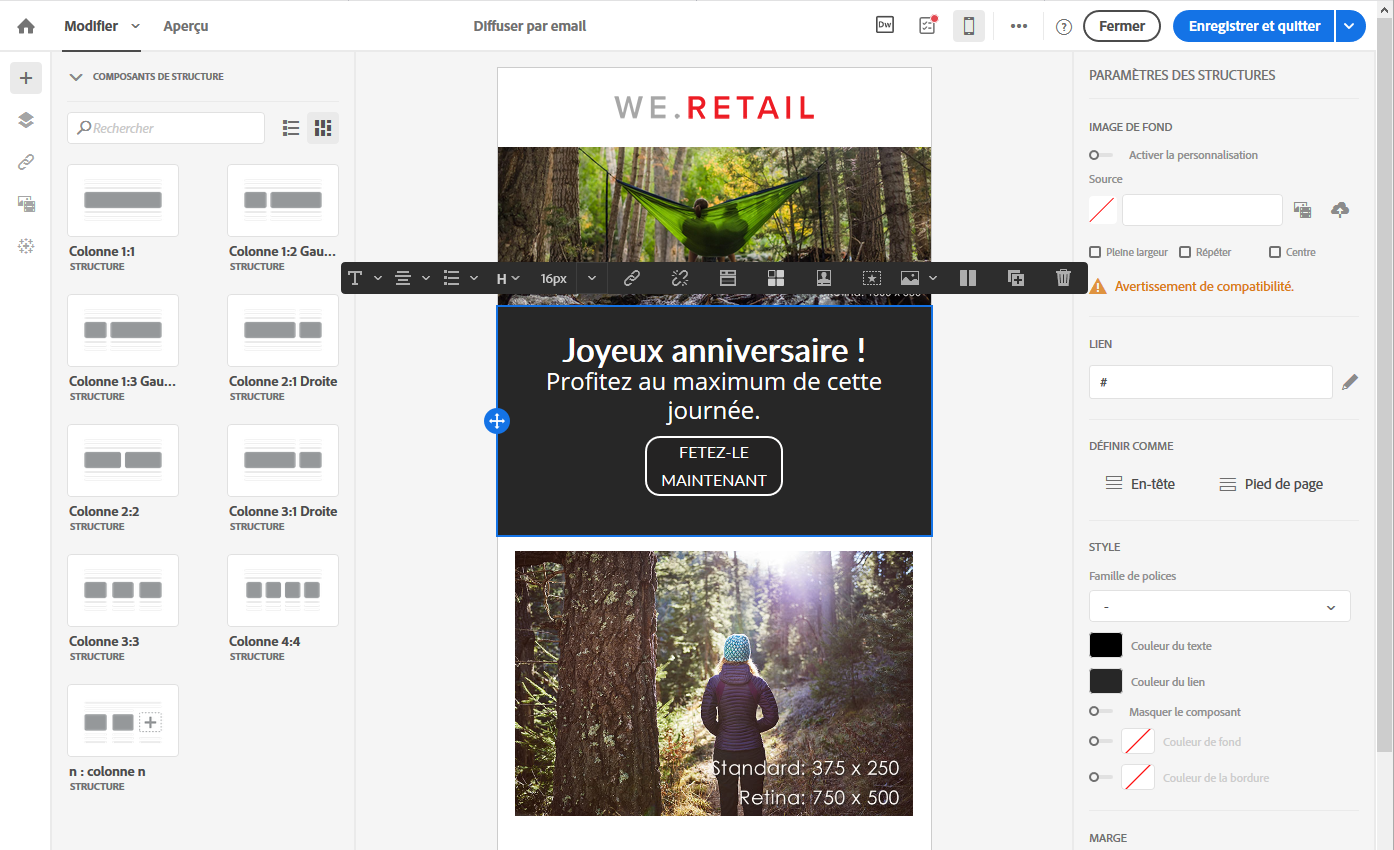 Modifier
Aperçu
Diffuser par email
Dw
Fermer
Enregistrer et quitter
COMPOSANTS DE STRUCTURE
Rechercher
Colonne 1:1
STRUCTURE
Colonne 1:2 Gau...
STRUCTURE
Colonne 1:3 Gau...
STRUCTURE
Colonne 2:1 Droite
STRUCTURE
Colonne 2:2
STRUCTURE
Colonne 3:1 Droite
STRUCTURE
Colonne 3:3
STRUCTURE
Colonne 4:4
STRUCTURE
n : colonne n
STRUCTURE
WE.RETAIL
T
H
16px
Joyeux anniversaire !
Profitez au maximum de cette
journée.
FETEZ-LE
MAINTENANT
Standard: 375 x 250
Retina: 750 x 500
PARAMÈTRES DES STRUCTURES
IMAGE DE FOND
Activer la personnalisation
Source
Pleine largeur
Répéter
Centre
Avertissement de compatibilité.
LIEN
#
DÉFINIR COMME
En-tête
Pied de page
STYLE
Famille de polices
-
Couleur du texte
Couleur du lien
Masquer le composant
Couleur de fond
Couleur de la bordure
MARGE